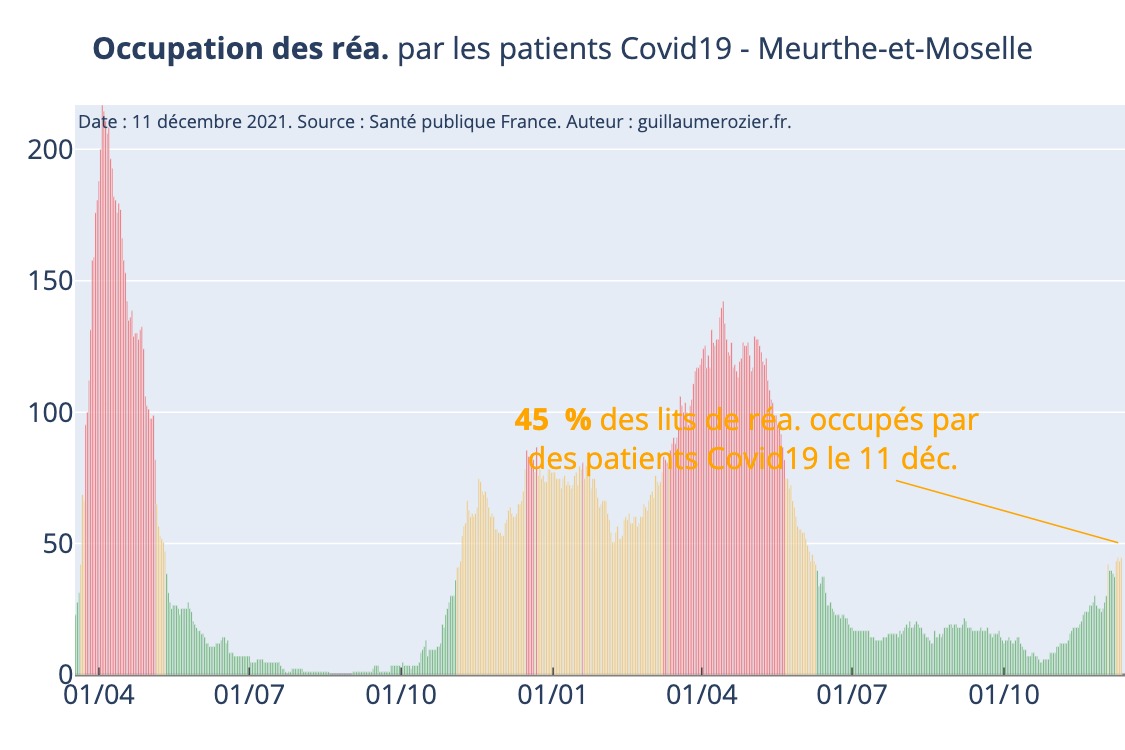 Occupation des réa. par les patients Covid19 - Meurthe-et-Moselle
Date : 11 décembre 2021. Source : Santé publique France. Auteur : guillaumerozier.fr.
200
150
100
45 % des lits de réa. occupés par
des patients Covid19 le 11 déc.
50
0
01/04 01/07 01/10 01/01 01/04 01/07 01/10